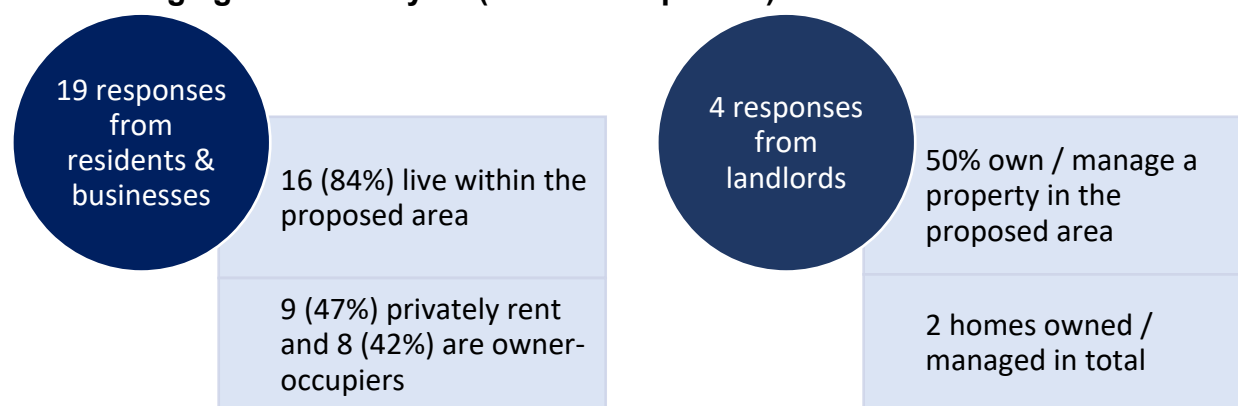 19 responses
from
residents &
businesses
16 (84%) live within the
proposed area
9 (47%) privately rent
and 8 (42%) are owner-
occupiers
4 responses
from
landlords
50% own / manage a
property in the
proposed area
2 homes owned /
managed in total